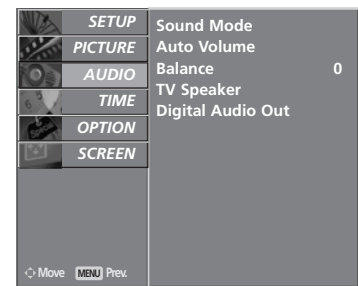 SETUP
PICTURE
AUDIO
TIME
OPTION
SCREEN
Sound Mode
Auto Volume
Balance 0
TV Speaker
Digital Audio Out
Move MENU Prev.